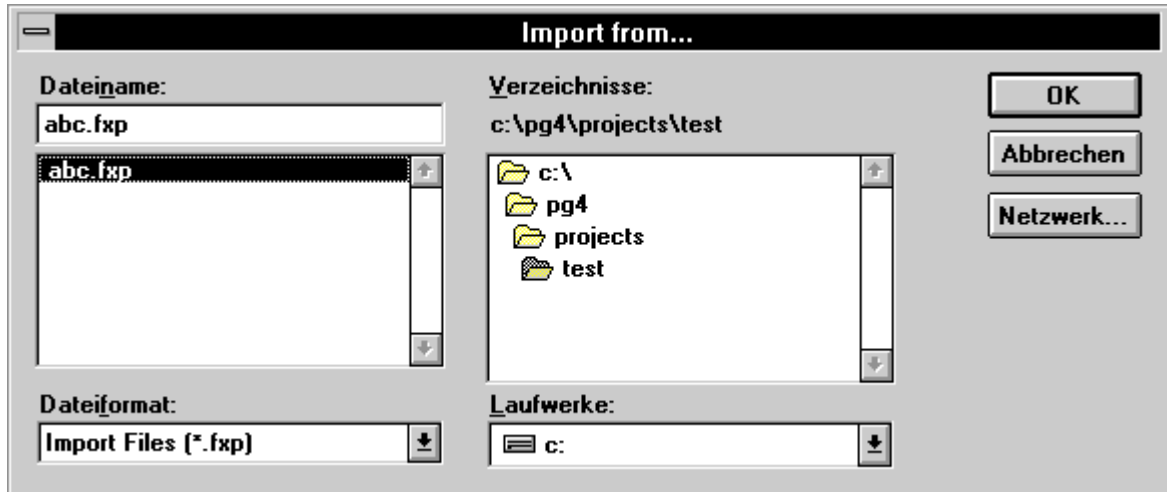 Import from...
Dateiname:
abc.fxp
abc.fxp
Dateiformat:
Import Files (*.fxp)
Verzeichnisse:
c:\pg4\projects\test
c:\
pg4
projects
test
Laufwerke:
c:
OK
Abbrechen
Netzwerk...